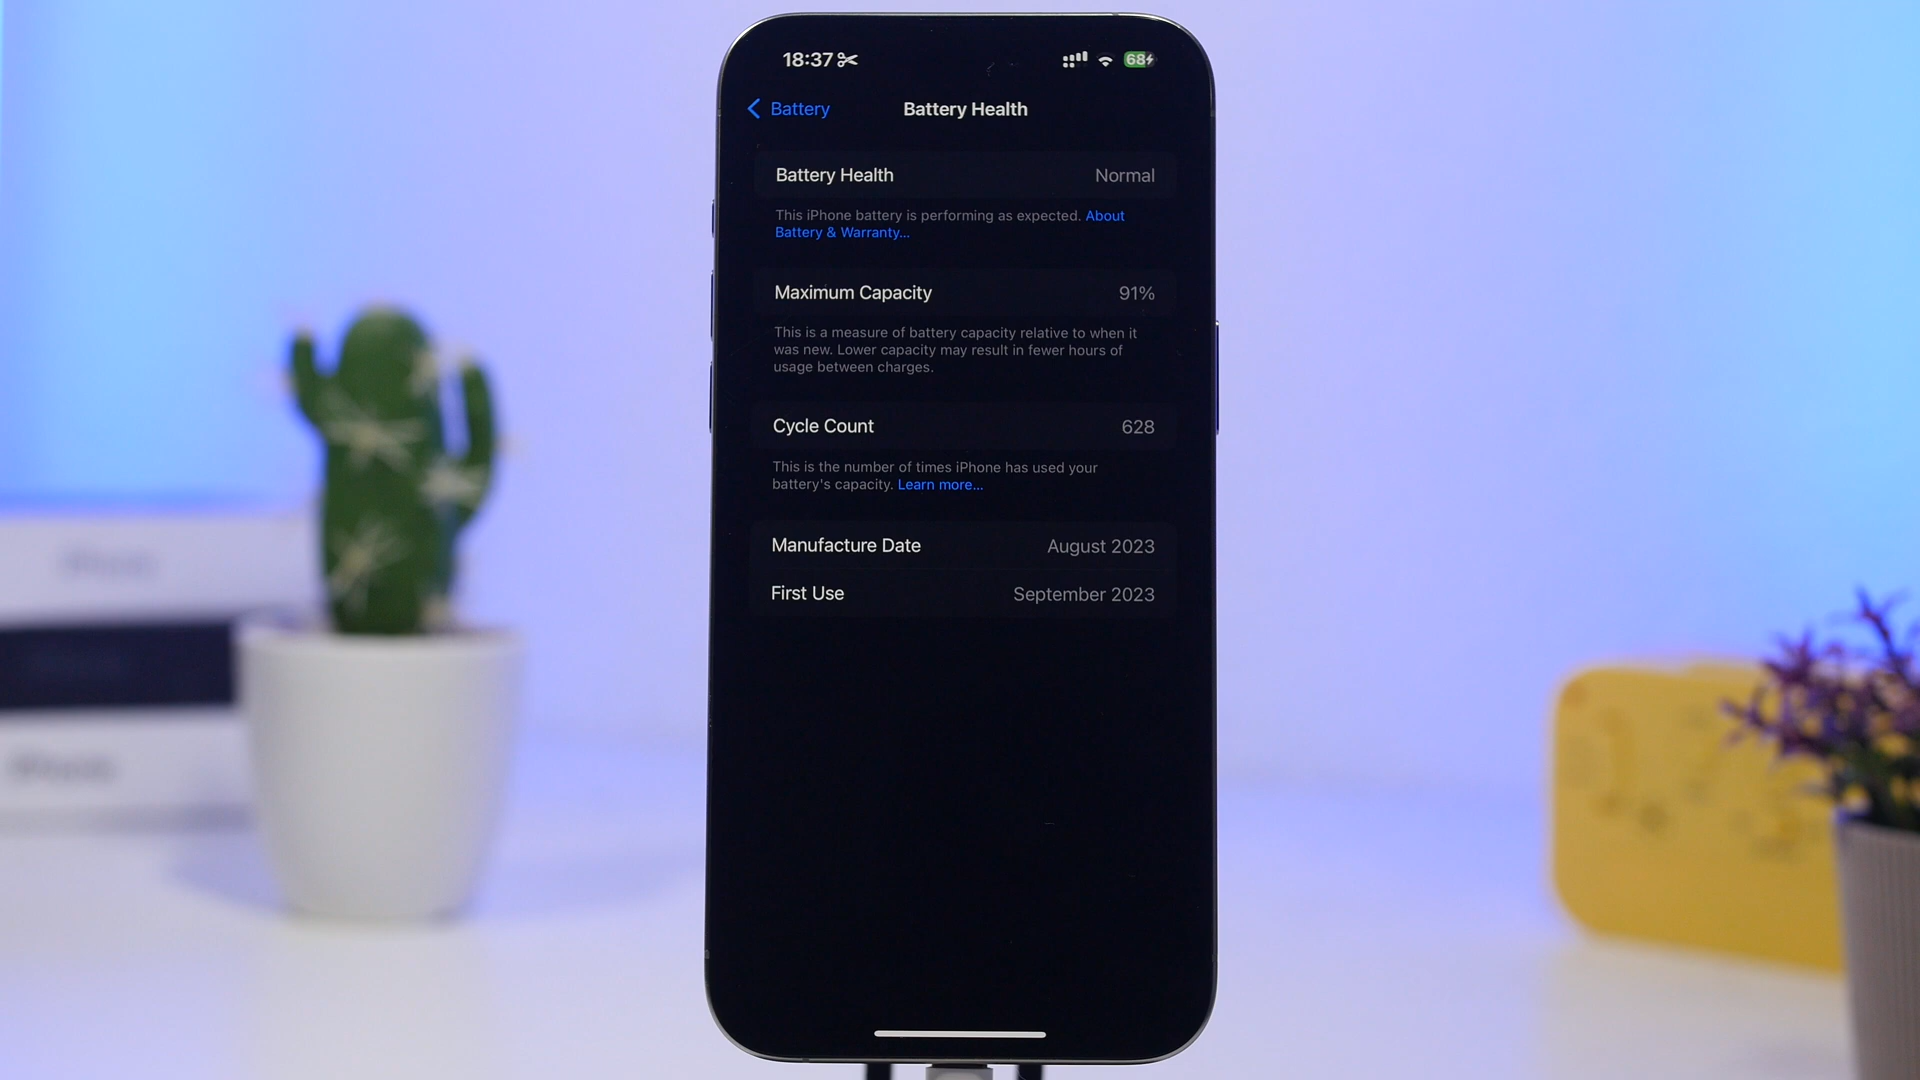 18:37
68
Battery
Battery Health
Battery Health
Normal
This iPhone battery is performing as expected. About
Battery & Warranty...
Maximum Capacity
91%
This is a measure of battery capacity relative to when it
was new. Lower capacity may result in fewer hours of
usage between charges.
Cycle Count
628
This is the number of times iPhone has used your
battery's capacity. Learn more...
Manufacture Date
August 2023
First Use
September 2023
iPhone
iPhone